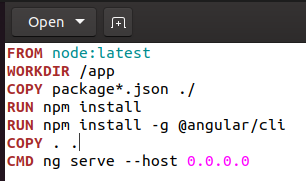 Open
FROM node:latest
WORKDIR /app
COPY package*.json ./
RUN npm install
RUN npm install -g @angular/cli
COPY . .
CMD ng serve --host 0.0.0.0